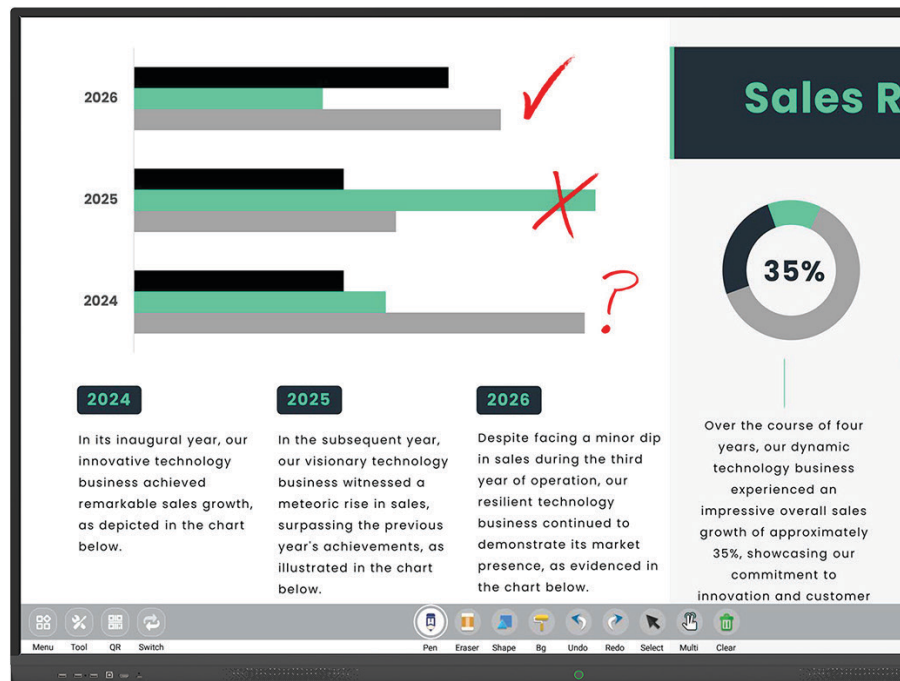 2026
2025
2024
Sales R
35%
2024
In its inaugural year, our
innovative technology
business achieved
remarkable sales growth,
as depicted in the chart
below.
2025
In the subsequent year,
our visionary technology
business witnessed a
meteoric rise in sales,
surpassing the previous
year's achievements, as
illustrated in the chart
below.
2026
Despite facing a minor dip
in sales during the third
year of operation, our
resilient technology
business continued to
demonstrate its market
presence, as evidenced in
the chart below.
Over the course of four
years, our dynamic
technology business
experienced an
impressive overall sales
growth of approximately
35%, showcasing our
commitment to
innovation and customer
Menu Tool QR Switch Pen Eraser Shape Bg Undo Redo Select Multi Clear